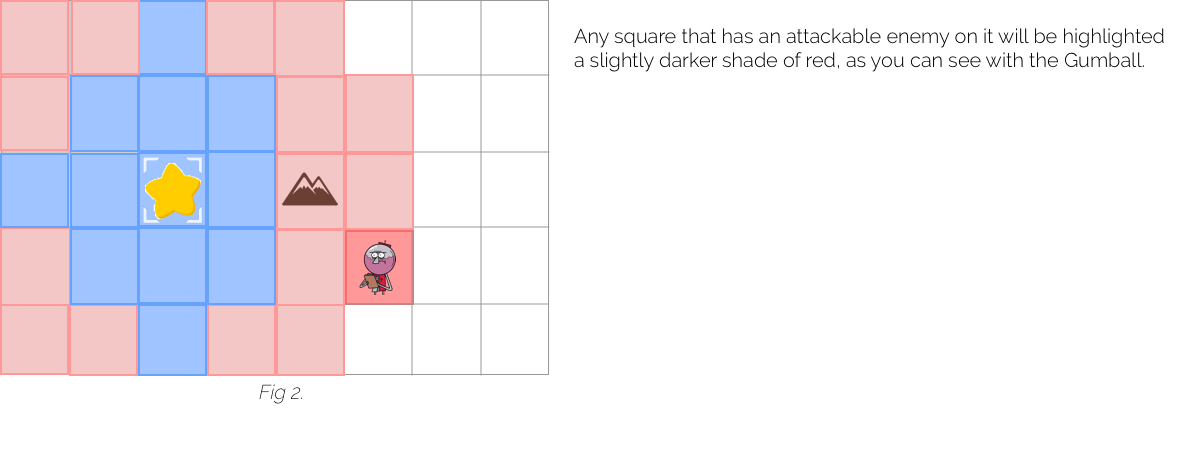 Any square that has an attackable enemy on it will be highlighted
a slightly darker shade of red, as you can see with the Gumball.
Fig 2.